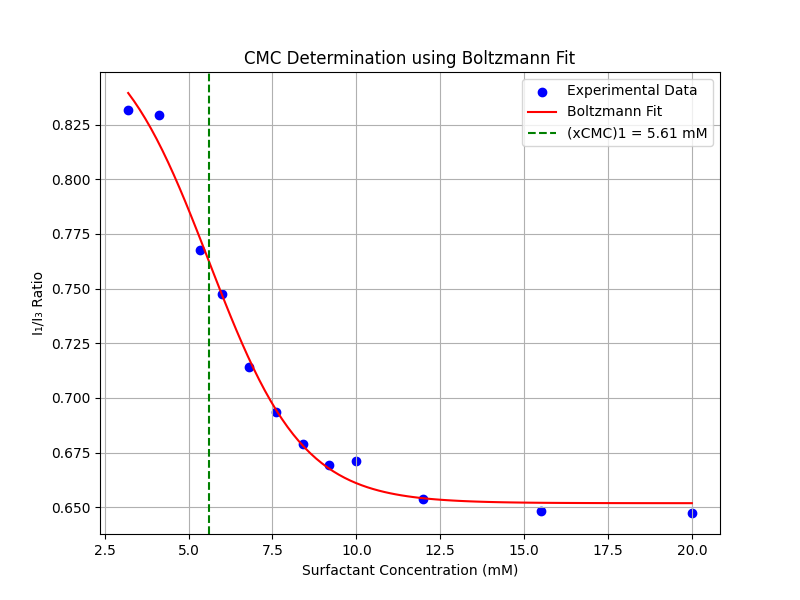 CMC Determination using Boltzmann Fit
Experimental Data
Boltzmann Fit
(xCMC)1 = 5.61 mM
0.825
0.800
0.775
0.750
0.725
0.700
0.675
0.650
I₁/I₃ Ratio
2.5 5.0 7.5 10.0 12.5 15.0 17.5 20.0
Surfactant Concentration (mM)